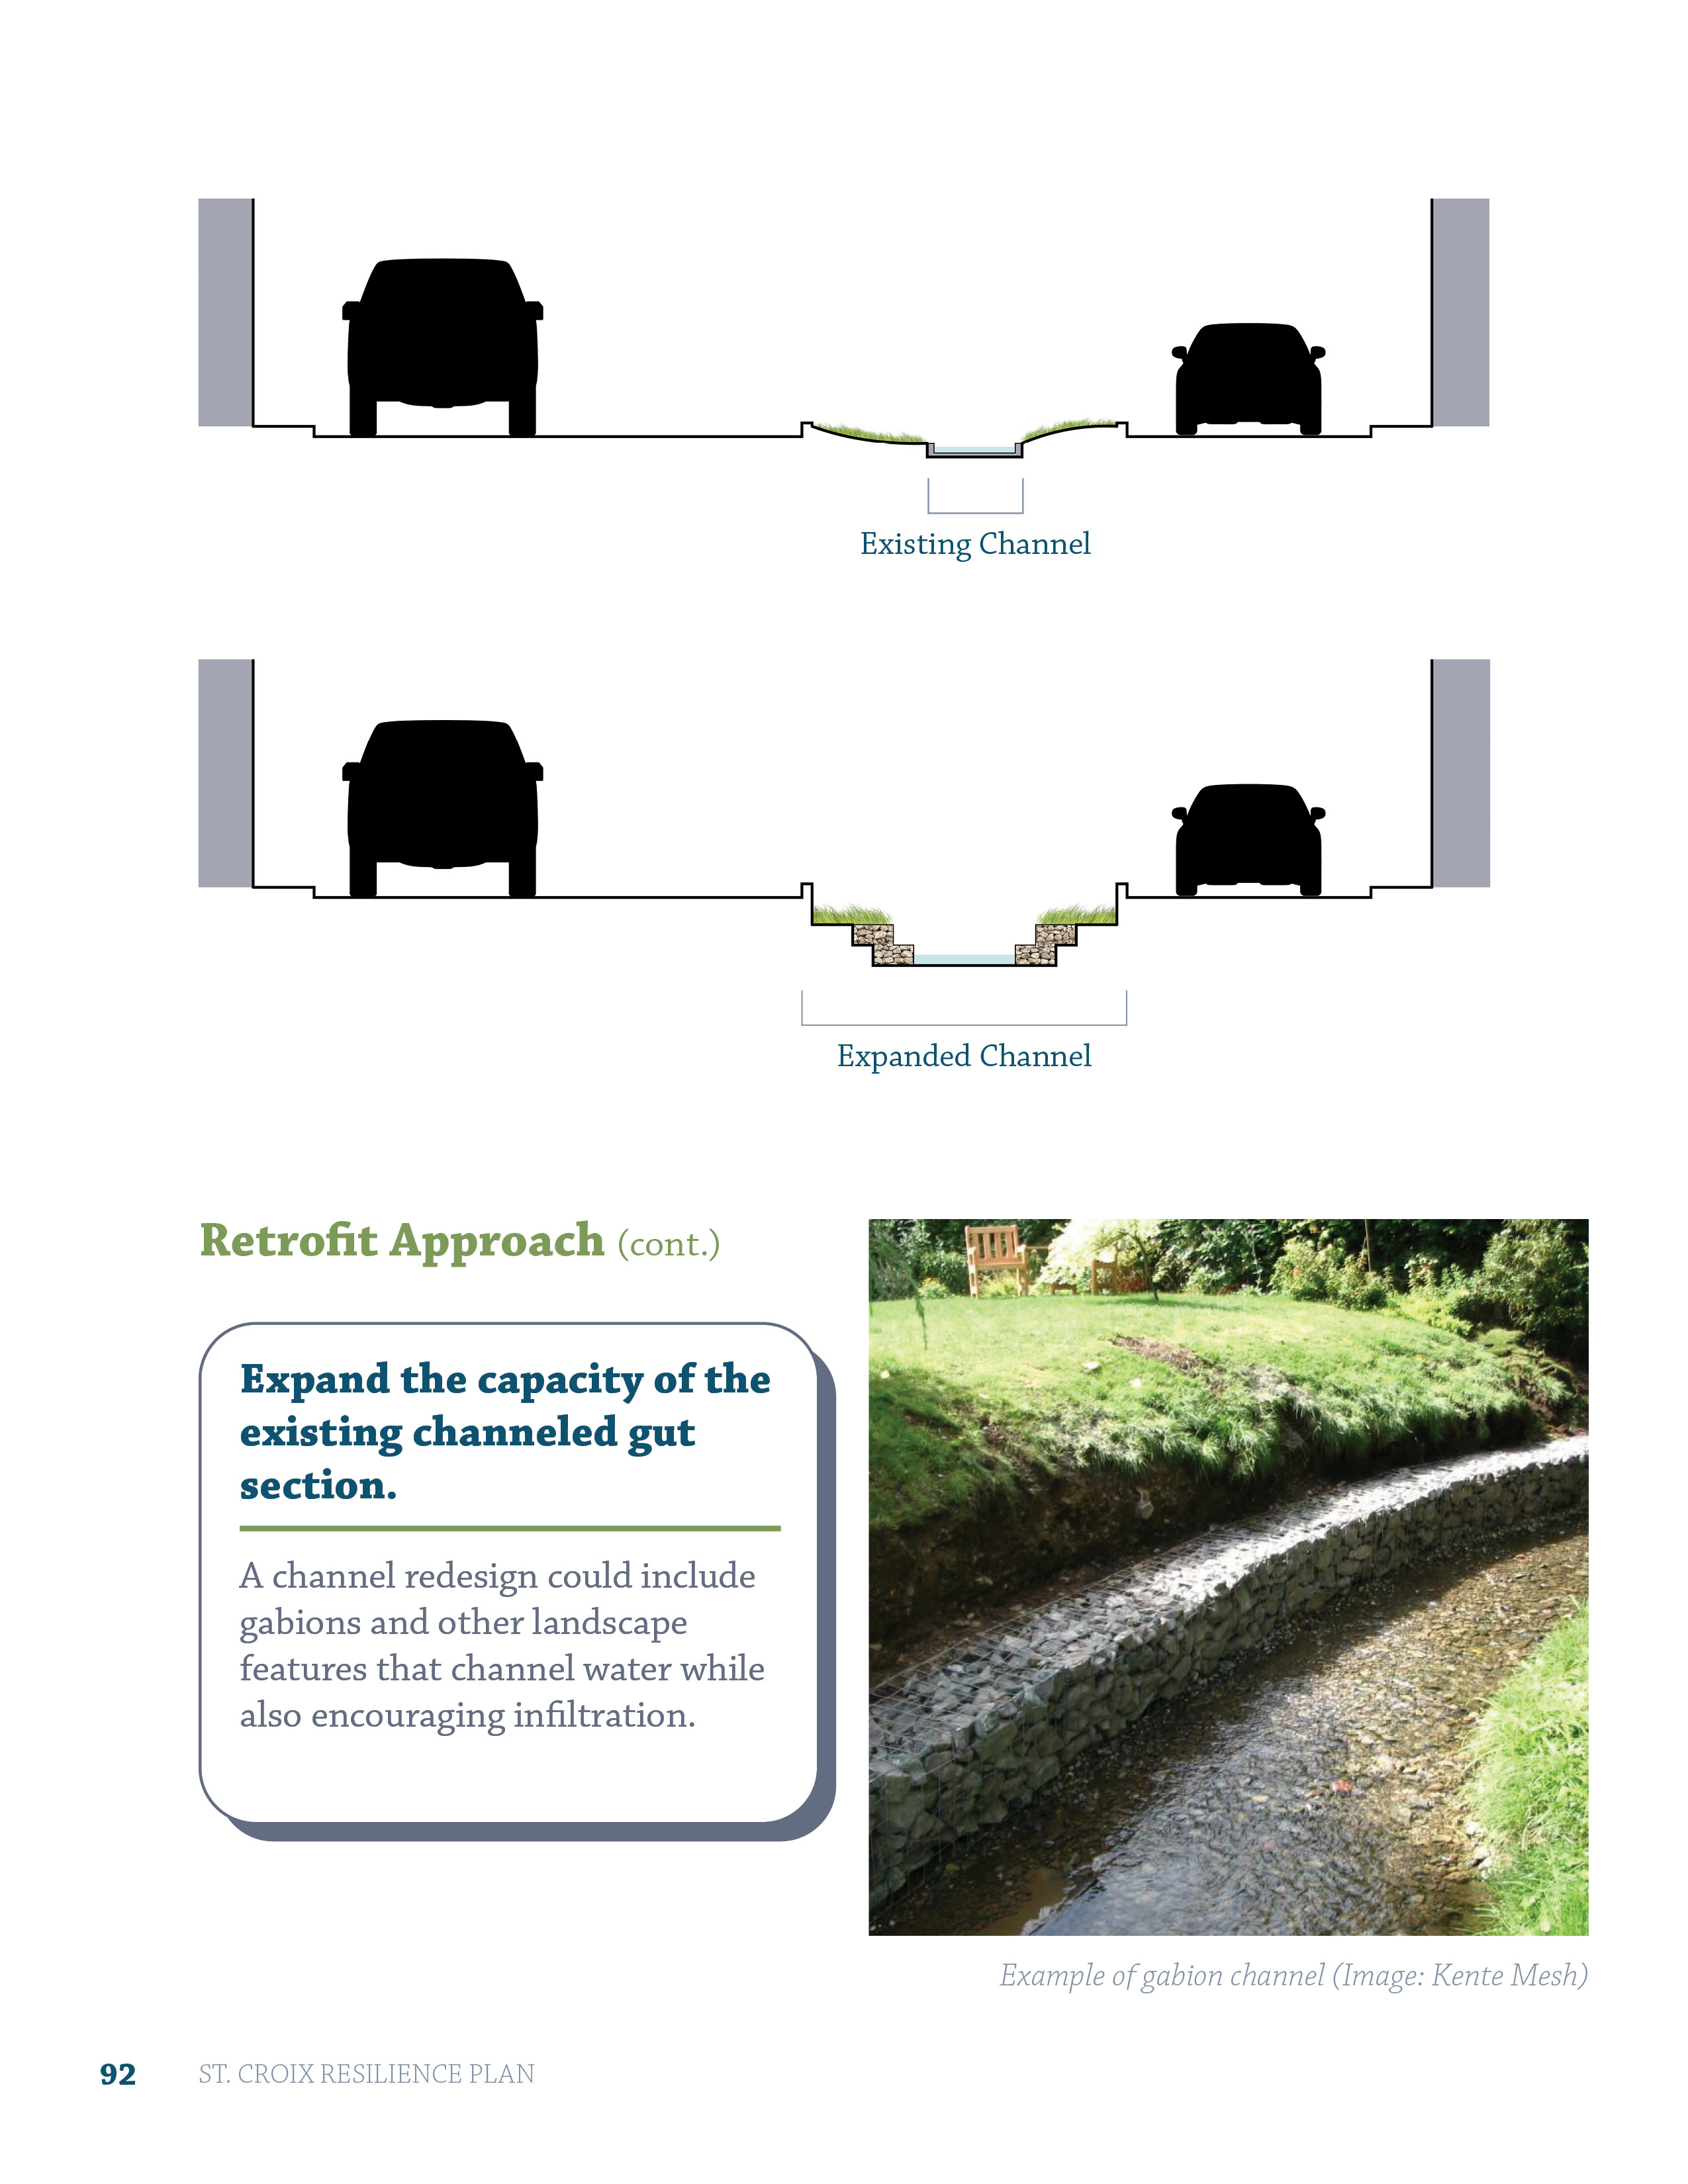 Existing Channel
Expanded Channel
Retrofit Approach (cont.)
Expand the capacity of the
existing channeled gut
section.
A channel redesign could include
gabions and other landscape
features that channel water while
also encouraging infiltration.
Example of gabion channel (Image: Kente Mesh)
92 ST. CROIX RESILIENCE PLAN